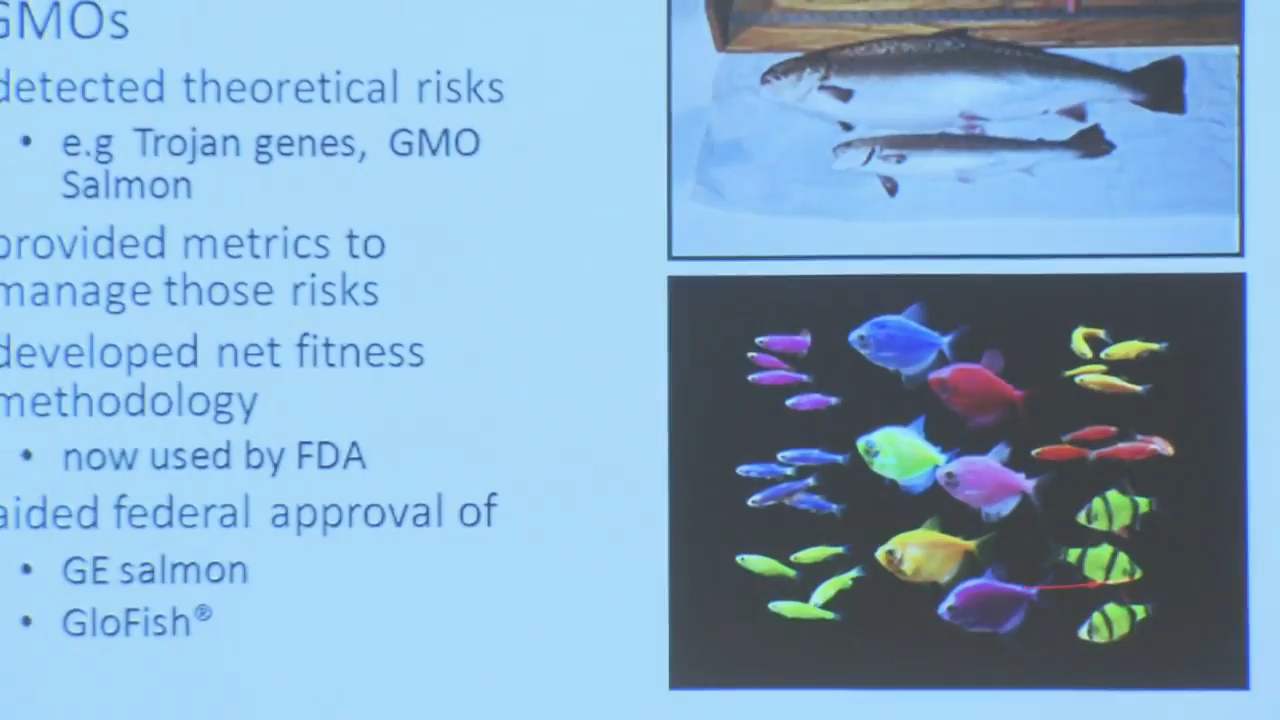 GMOs
detected theoretical risks
• e.g Trojan genes, GMO
Salmon
provided metrics to
manage those risks
developed net fitness
methodology
• now used by FDA
aided federal approval of
• GE salmon
• GloFish®